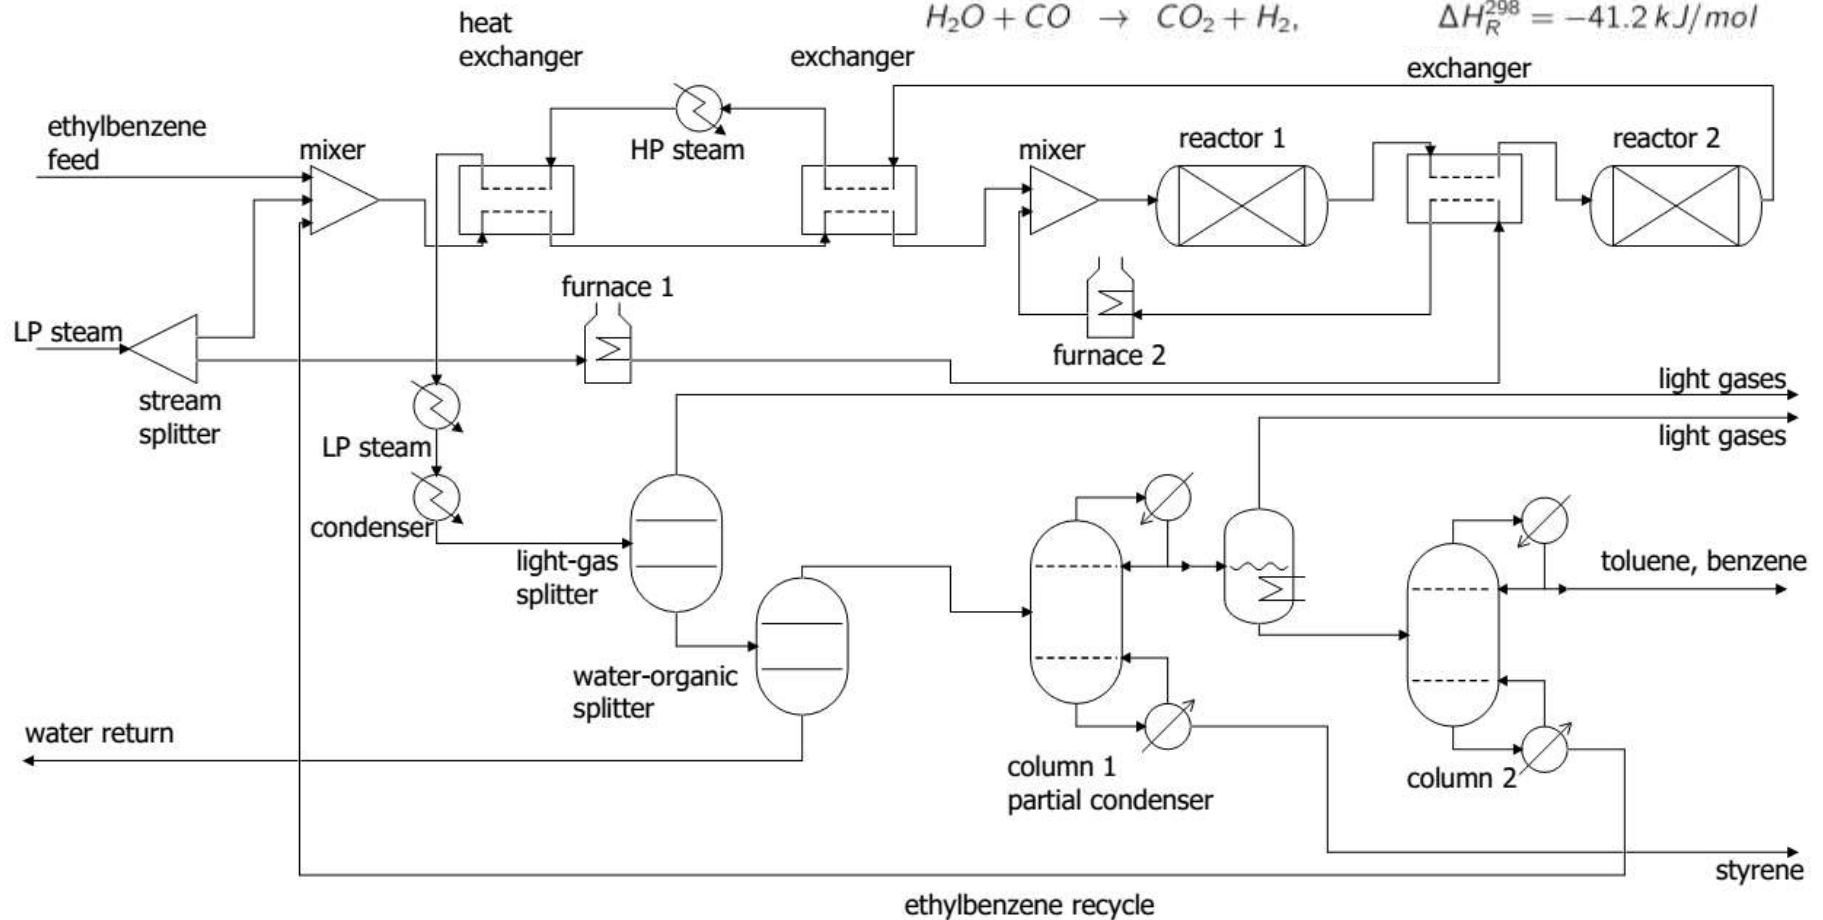 H₂O + CO → CO₂ + H₂, ΔH_R^298 = −41.2 kJ/mol
heat
exchanger
exchanger
exchanger
ethylbenzene
feed
mixer
HP steam
mixer
reactor 1
reactor 2
furnace 1
LP steam
furnace 2
stream
splitter
light gases
light gases
LP steam
condenser
light-gas
splitter
toluene, benzene
water-organic
splitter
water return
column 1
partial condenser
column 2
styrene
ethylbenzene recycle